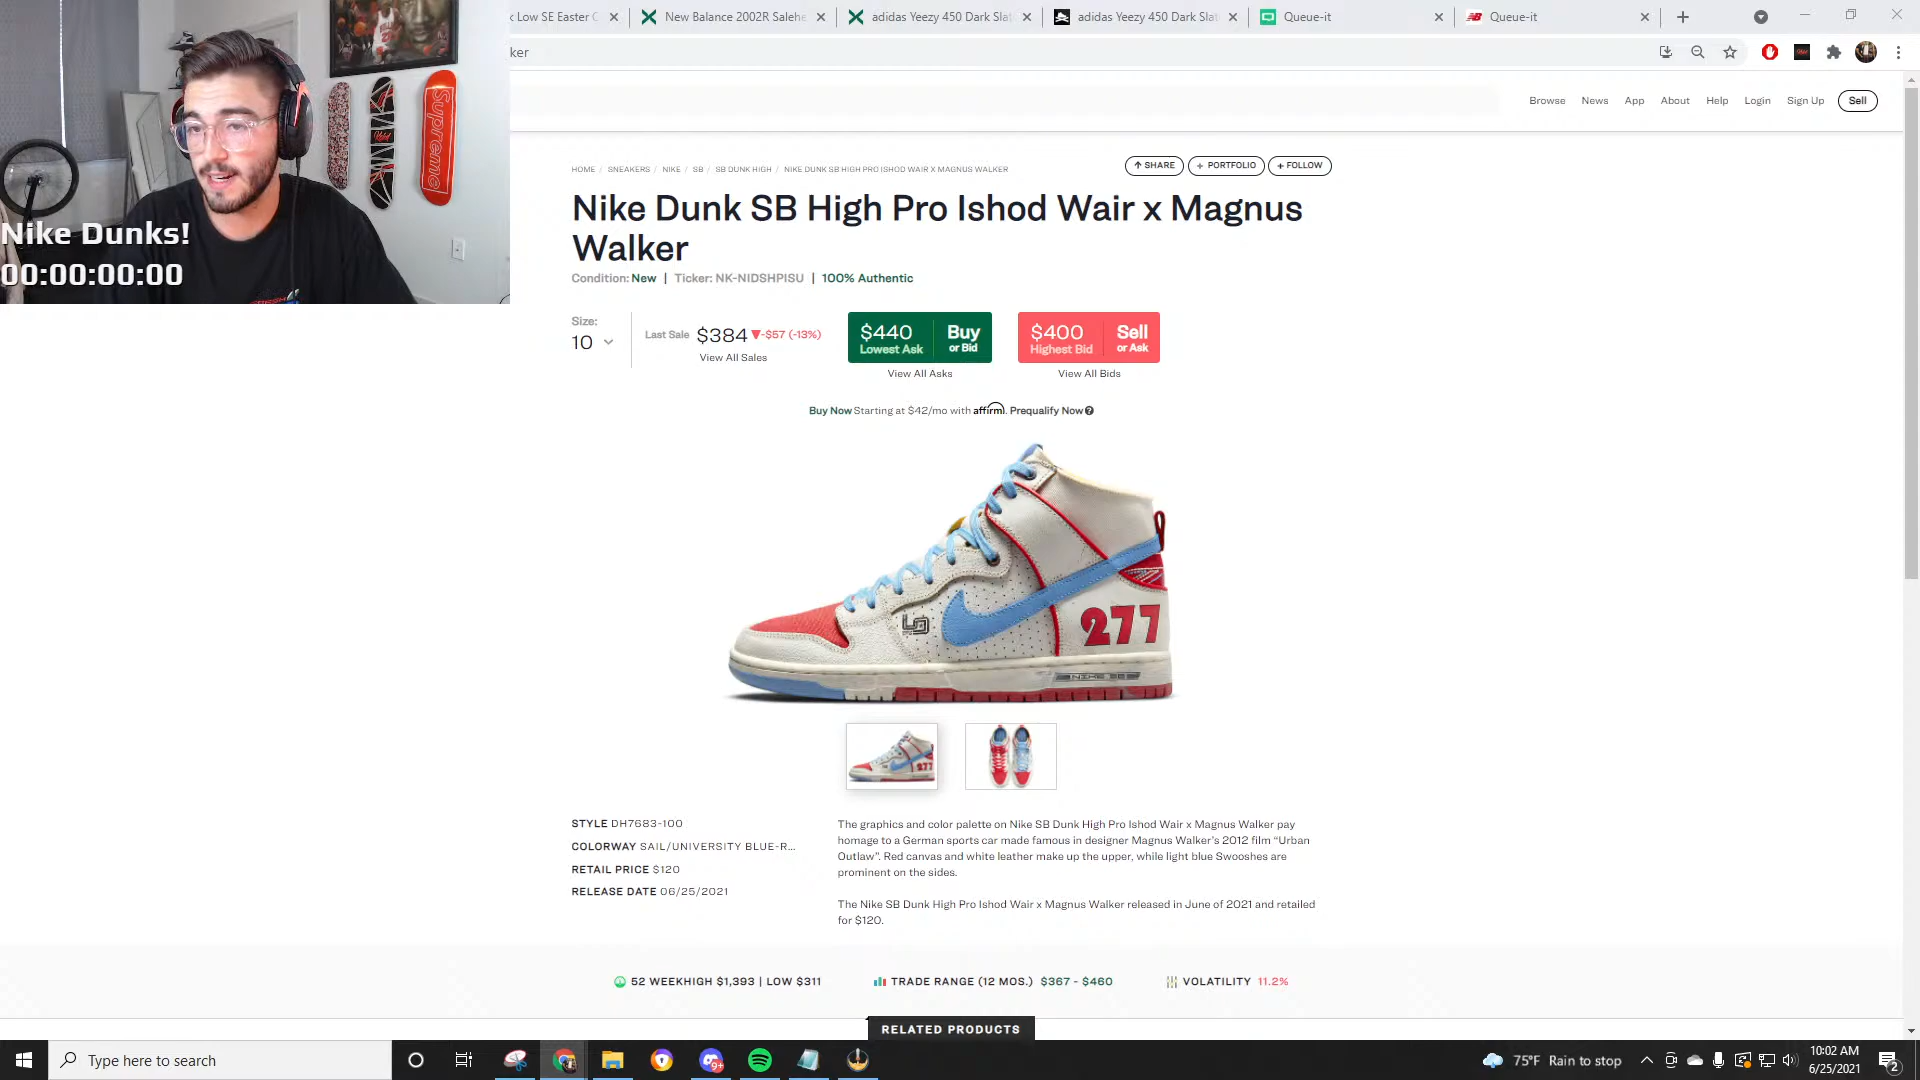 k Low SE Easter
New Balance 2002R Salehe
adidas Yeezy 450 Dark Slat
adidas Yeezy 450 Dark Slat
Queue-it
Queue-it
ker
Browse News App About Help Login Sign Up Sell
Supreme
Nike Dunks!
00:00:00:00
HOME / SNEAKERS / NIKE / SB / SB DUNK HIGH / NIKE DUNK SB HIGH PRO ISHOD WAIR X MAGNUS WALKER
SHARE + PORTFOLIO + FOLLOW
Nike Dunk SB High Pro Ishod Wair x Magnus
Walker
Condition: New | Ticker: NK-NIDSHPISU | 100% Authentic
Size:
10
Last Sale $384 ▼-$57 (-13%)
View All Sales
$440 Buy
Lowest Ask or Bid
View All Asks
$400 Sell
Highest Bid or Ask
View All Bids
Buy Now Starting at $42/mo with affirm. Prequalify Now
277
NIKE SB
277
STYLE DH7683-100
COLORWAY SAIL/UNIVERSITY BLUE-R...
RETAIL PRICE $120
RELEASE DATE 06/25/2021
The graphics and color palette on Nike SB Dunk High Pro Ishod Wair x Magnus Walker pay
homage to a German sports car made famous in designer Magnus Walker's 2012 film “Urban
Outlaw”. Red canvas and white leather make up the upper, while light blue Swooshes are
prominent on the sides.
The Nike SB Dunk High Pro Ishod Wair x Magnus Walker released in June of 2021 and retailed
for $120.
52 WEEKHIGH $1,393 | LOW $311
TRADE RANGE (12 MOS.) $367 - $460
VOLATILITY 11.2%
RELATED PRODUCTS
Type here to search
9+
75°F Rain to stop
10:02 AM
6/25/2021
2